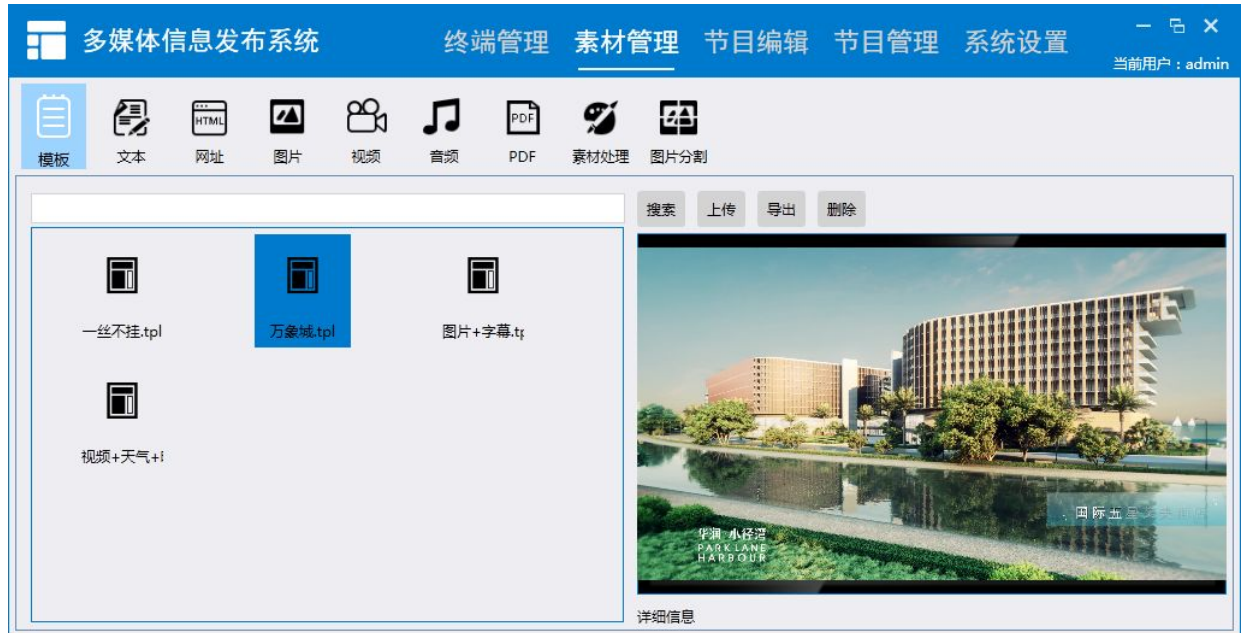 多媒体信息发布系统 终端管理 素材管理 节目编辑 节目管理 系统设置
当前用户：admin
HTML PDF
模板 文本 网址 图片 视频 音频 PDF 素材处理 图片分割
搜索 上传 导出 删除
一丝不挂.tpl 万象城.tpl 图片+字幕.tp
视频+天气+
国际五星
华润·小径湾
PARK LANE
HARBOUR
详细信息